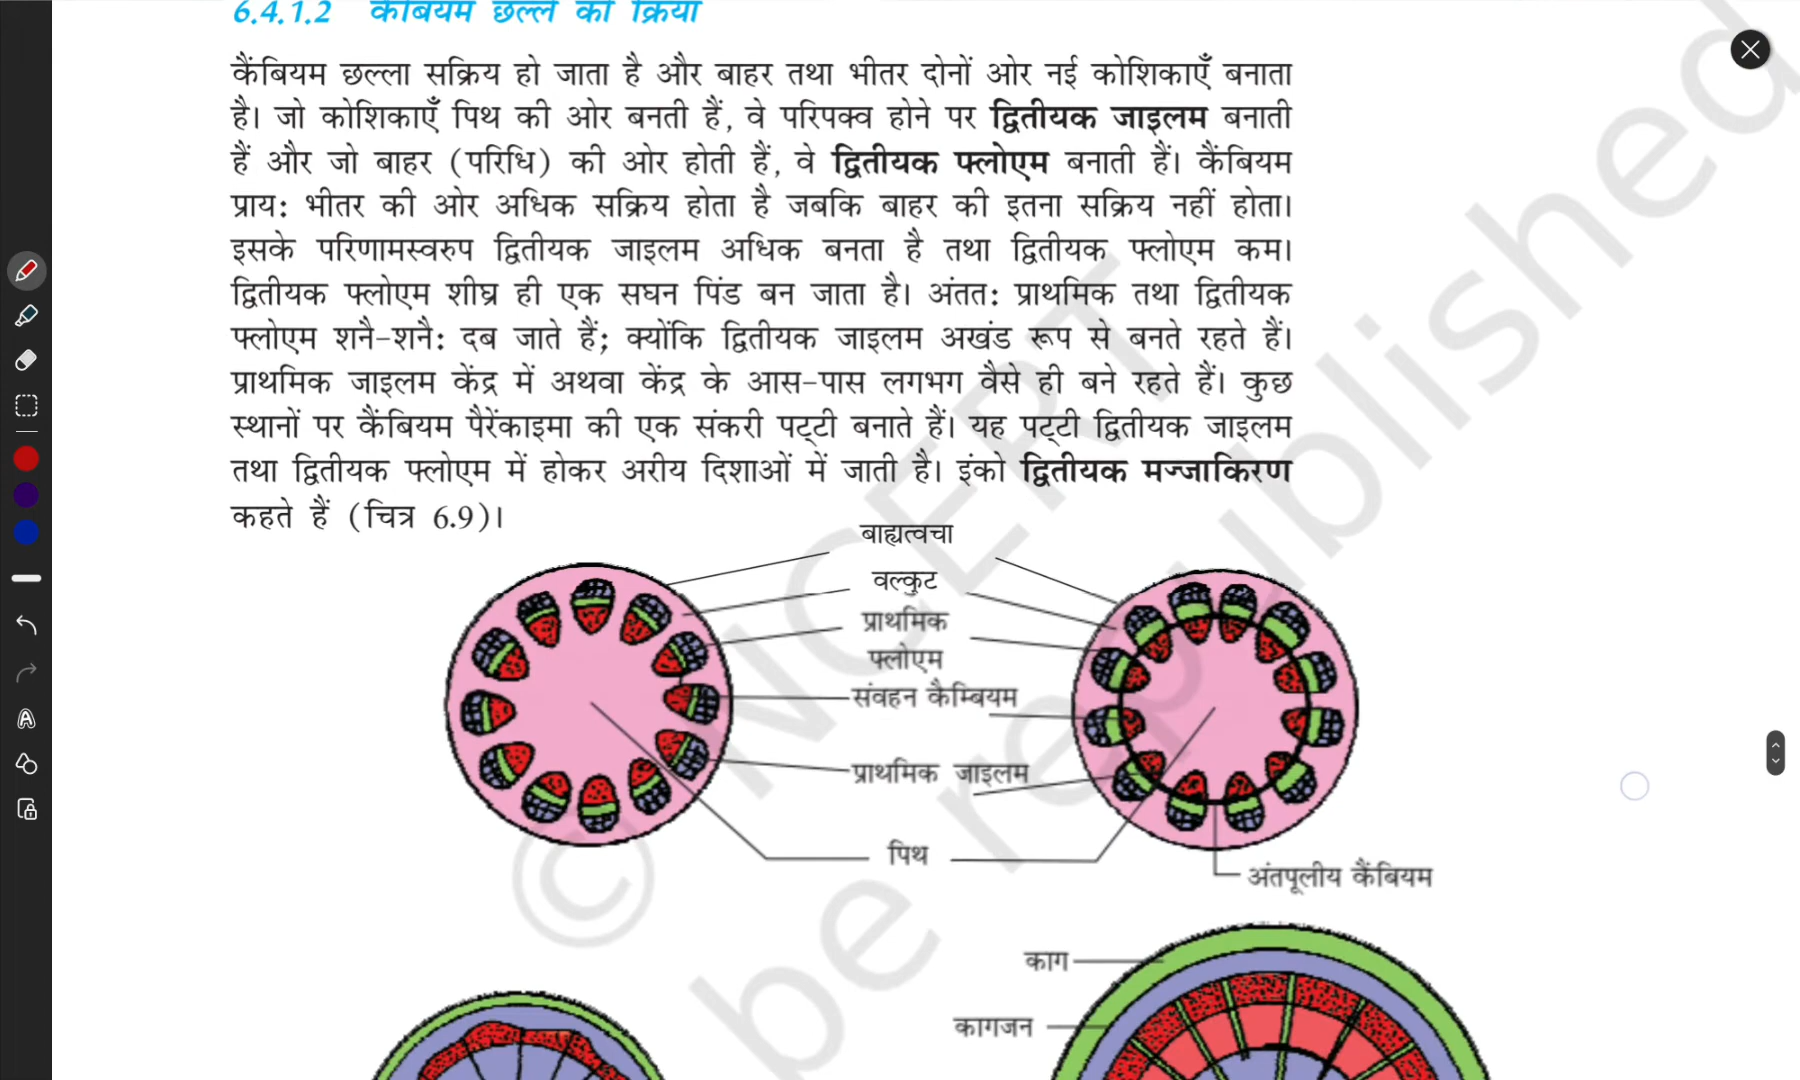 6.4.1.2 कैंबियम छल्ले की क्रिया
कैंबियम छल्ला सक्रिय हो जाता है और बाहर तथा भीतर दोनों ओर नई कोशिकाएँ बनाता
है। जो कोशिकाएँ पिथ की ओर बनती हैं, वे परिपक्व होने पर द्वितीयक जाइलम बनाती
हैं और जो बाहर (परिधि) की ओर होती हैं, वे द्वितीयक फ्लोएम बनाती हैं। कैंबियम
प्राय: भीतर की ओर अधिक सक्रिय होता है जबकि बाहर की इतना सक्रिय नहीं होता।
इसके परिणामस्वरुप द्वितीयक जाइलम अधिक बनता है तथा द्वितीयक फ्लोएम कम।
द्वितीयक फ्लोएम शीघ्र ही एक सघन पिंड बन जाता है। अंतत: प्राथमिक तथा द्वितीयक
फ्लोएम शनै-शनै: दब जाते हैं; क्योंकि द्वितीयक जाइलम अखंड रूप से बनते रहते हैं।
प्राथमिक जाइलम केंद्र में अथवा केंद्र के आस-पास लगभग वैसे ही बने रहते हैं। कुछ
स्थानों पर कैंबियम पैरेंकाइमा की एक संकरी पट्टी बनाते हैं। यह पट्टी द्वितीयक जाइलम
तथा द्वितीयक फ्लोएम में होकर अरीय दिशाओं में जाती है। इंको द्वितीयक मज्जाकिरण
कहते हैं (चित्र 6.9)।
बाह्यत्वचा
वल्कुट
प्राथमिक
फ्लोएम
संवहन कैम्बियम
प्राथमिक जाइलम
पिथ
अंतपूलीय कैंबियम
काग
कागजन
© NCERT
be republished